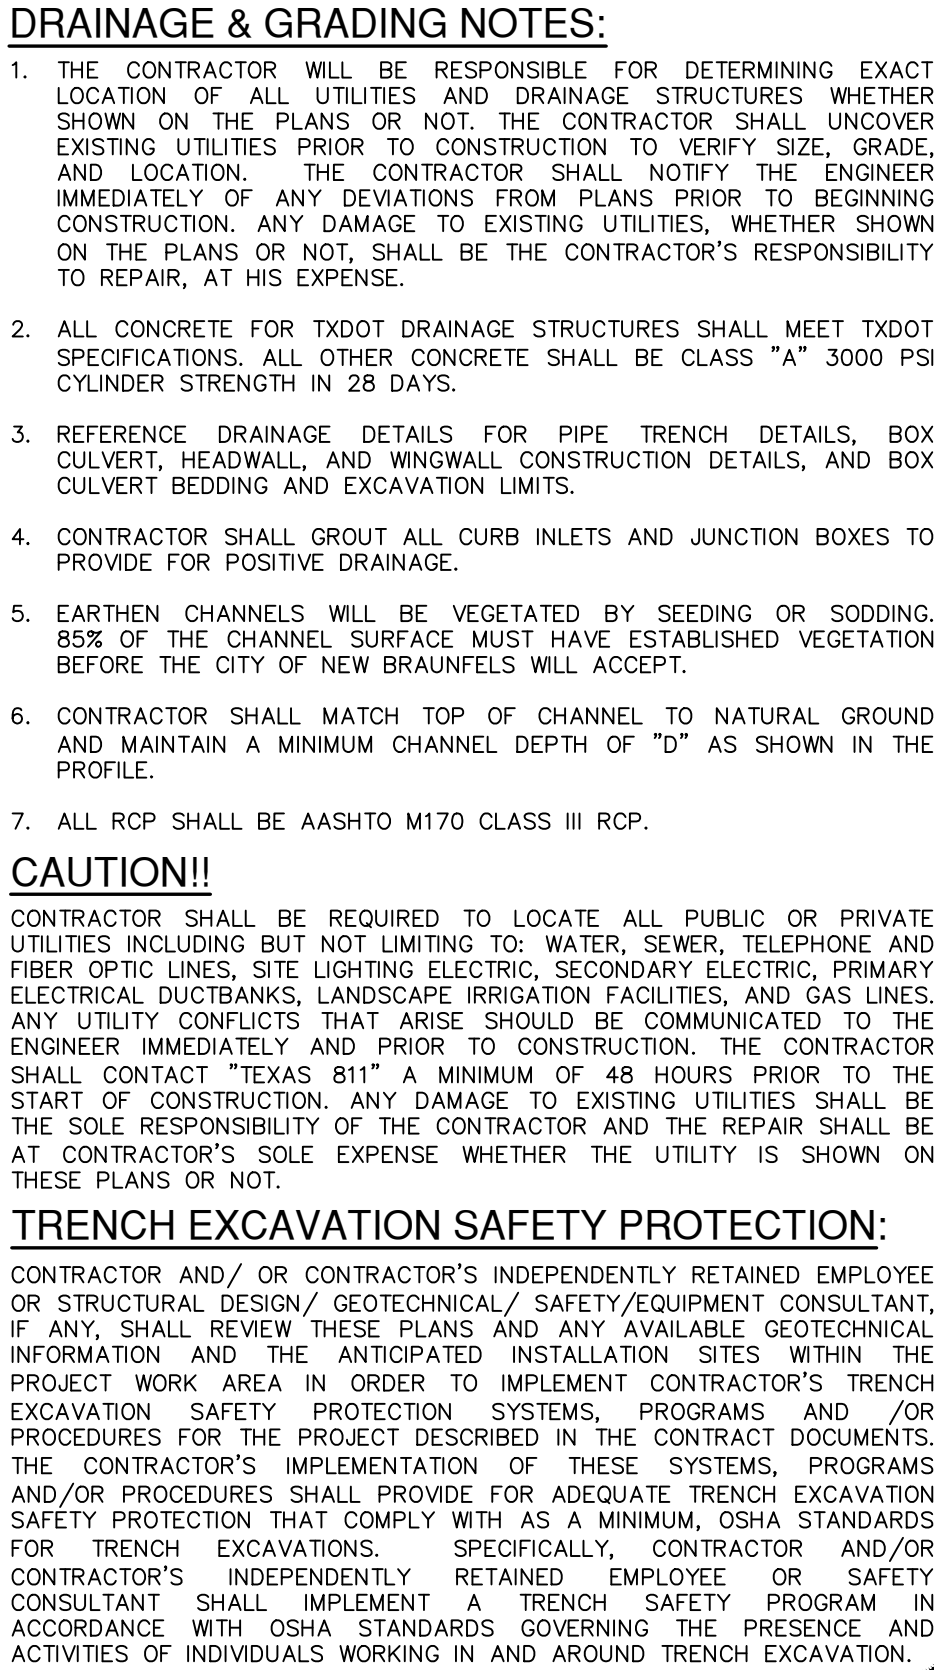 DRAINAGE & GRADING NOTES:
1. THE CONTRACTOR WILL BE RESPONSIBLE FOR DETERMINING EXACT
LOCATION OF ALL UTILITIES AND DRAINAGE STRUCTURES WHETHER
SHOWN ON THE PLANS OR NOT. THE CONTRACTOR SHALL UNCOVER
EXISTING UTILITIES PRIOR TO CONSTRUCTION TO VERIFY SIZE, GRADE,
AND LOCATION. THE CONTRACTOR SHALL NOTIFY THE ENGINEER
IMMEDIATELY OF ANY DEVIATIONS FROM PLANS PRIOR TO BEGINNING
CONSTRUCTION. ANY DAMAGE TO EXISTING UTILITIES, WHETHER SHOWN
ON THE PLANS OR NOT, SHALL BE THE CONTRACTOR'S RESPONSIBILITY
TO REPAIR, AT HIS EXPENSE.
2. ALL CONCRETE FOR TXDOT DRAINAGE STRUCTURES SHALL MEET TXDOT
SPECIFICATIONS. ALL OTHER CONCRETE SHALL BE CLASS "A" 3000 PSI
CYLINDER STRENGTH IN 28 DAYS.
3. REFERENCE DRAINAGE DETAILS FOR PIPE TRENCH DETAILS, BOX
CULVERT, HEADWALL, AND WINGWALL CONSTRUCTION DETAILS, AND BOX
CULVERT BEDDING AND EXCAVATION LIMITS.
4. CONTRACTOR SHALL GROUT ALL CURB INLETS AND JUNCTION BOXES TO
PROVIDE FOR POSITIVE DRAINAGE.
5. EARTHEN CHANNELS WILL BE VEGETATED BY SEEDING OR SODDING.
85% OF THE CHANNEL SURFACE MUST HAVE ESTABLISHED VEGETATION
BEFORE THE CITY OF NEW BRAUNFELS WILL ACCEPT.
6. CONTRACTOR SHALL MATCH TOP OF CHANNEL TO NATURAL GROUND
AND MAINTAIN A MINIMUM CHANNEL DEPTH OF "D" AS SHOWN IN THE
PROFILE.
7. ALL RCP SHALL BE AASHTO M170 CLASS III RCP.
CAUTION!!
CONTRACTOR SHALL BE REQUIRED TO LOCATE ALL PUBLIC OR PRIVATE
UTILITIES INCLUDING BUT NOT LIMITING TO: WATER, SEWER, TELEPHONE AND
FIBER OPTIC LINES, SITE LIGHTING ELECTRIC, SECONDARY ELECTRIC, PRIMARY
ELECTRICAL DUCTBANKS, LANDSCAPE IRRIGATION FACILITIES, AND GAS LINES.
ANY UTILITY CONFLICTS THAT ARISE SHOULD BE COMMUNICATED TO THE
ENGINEER IMMEDIATELY AND PRIOR TO CONSTRUCTION. THE CONTRACTOR
SHALL CONTACT "TEXAS 811" A MINIMUM OF 48 HOURS PRIOR TO THE
START OF CONSTRUCTION. ANY DAMAGE TO EXISTING UTILITIES SHALL BE
THE SOLE RESPONSIBILITY OF THE CONTRACTOR AND THE REPAIR SHALL BE
AT CONTRACTOR'S SOLE EXPENSE WHETHER THE UTILITY IS SHOWN ON
THESE PLANS OR NOT.
TRENCH EXCAVATION SAFETY PROTECTION:
CONTRACTOR AND/ OR CONTRACTOR'S INDEPENDENTLY RETAINED EMPLOYEE
OR STRUCTURAL DESIGN/ GEOTECHNICAL/ SAFETY/EQUIPMENT CONSULTANT,
IF ANY, SHALL REVIEW THESE PLANS AND ANY AVAILABLE GEOTECHNICAL
INFORMATION AND THE ANTICIPATED INSTALLATION SITES WITHIN THE
PROJECT WORK AREA IN ORDER TO IMPLEMENT CONTRACTOR'S TRENCH
EXCAVATION SAFETY PROTECTION SYSTEMS, PROGRAMS AND /OR
PROCEDURES FOR THE PROJECT DESCRIBED IN THE CONTRACT DOCUMENTS.
THE CONTRACTOR'S IMPLEMENTATION OF THESE SYSTEMS, PROGRAMS
AND/OR PROCEDURES SHALL PROVIDE FOR ADEQUATE TRENCH EXCAVATION
SAFETY PROTECTION THAT COMPLY WITH AS A MINIMUM, OSHA STANDARDS
FOR TRENCH EXCAVATIONS. SPECIFICALLY, CONTRACTOR AND/OR
CONTRACTOR'S INDEPENDENTLY RETAINED EMPLOYEE OR SAFETY
CONSULTANT SHALL IMPLEMENT A TRENCH SAFETY PROGRAM IN
ACCORDANCE WITH OSHA STANDARDS GOVERNING THE PRESENCE AND
ACTIVITIES OF INDIVIDUALS WORKING IN AND AROUND TRENCH EXCAVATION.